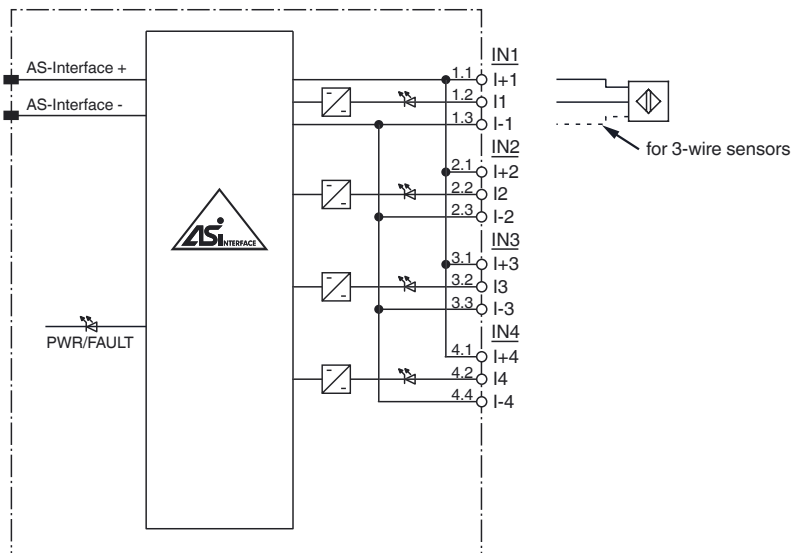 AS-Interface +
AS-Interface -
ASi INTERFACE
PWR/FAULT
IN1
1.1 I+1
1.2 I1
1.3 I-1
IN2
2.1 I+2
2.2 I2
2.3 I-2
IN3
3.1 I+3
3.2 I3
3.3 I-3
IN4
4.1 I+4
4.2 I4
4.4 I-4
for 3-wire sensors